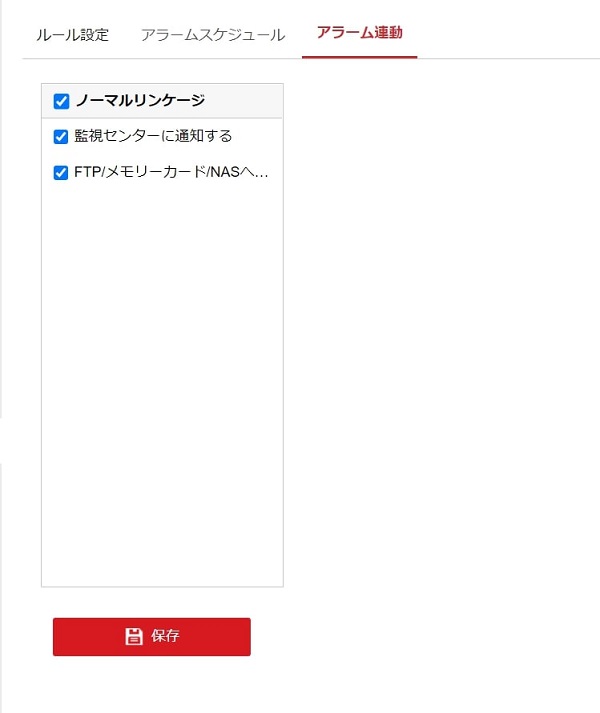 ルール設定 アラームスケジュール アラーム連動
ノーマルリンケージ
監視センターに通知する
FTP/メモリーカード/NASへ...
保存